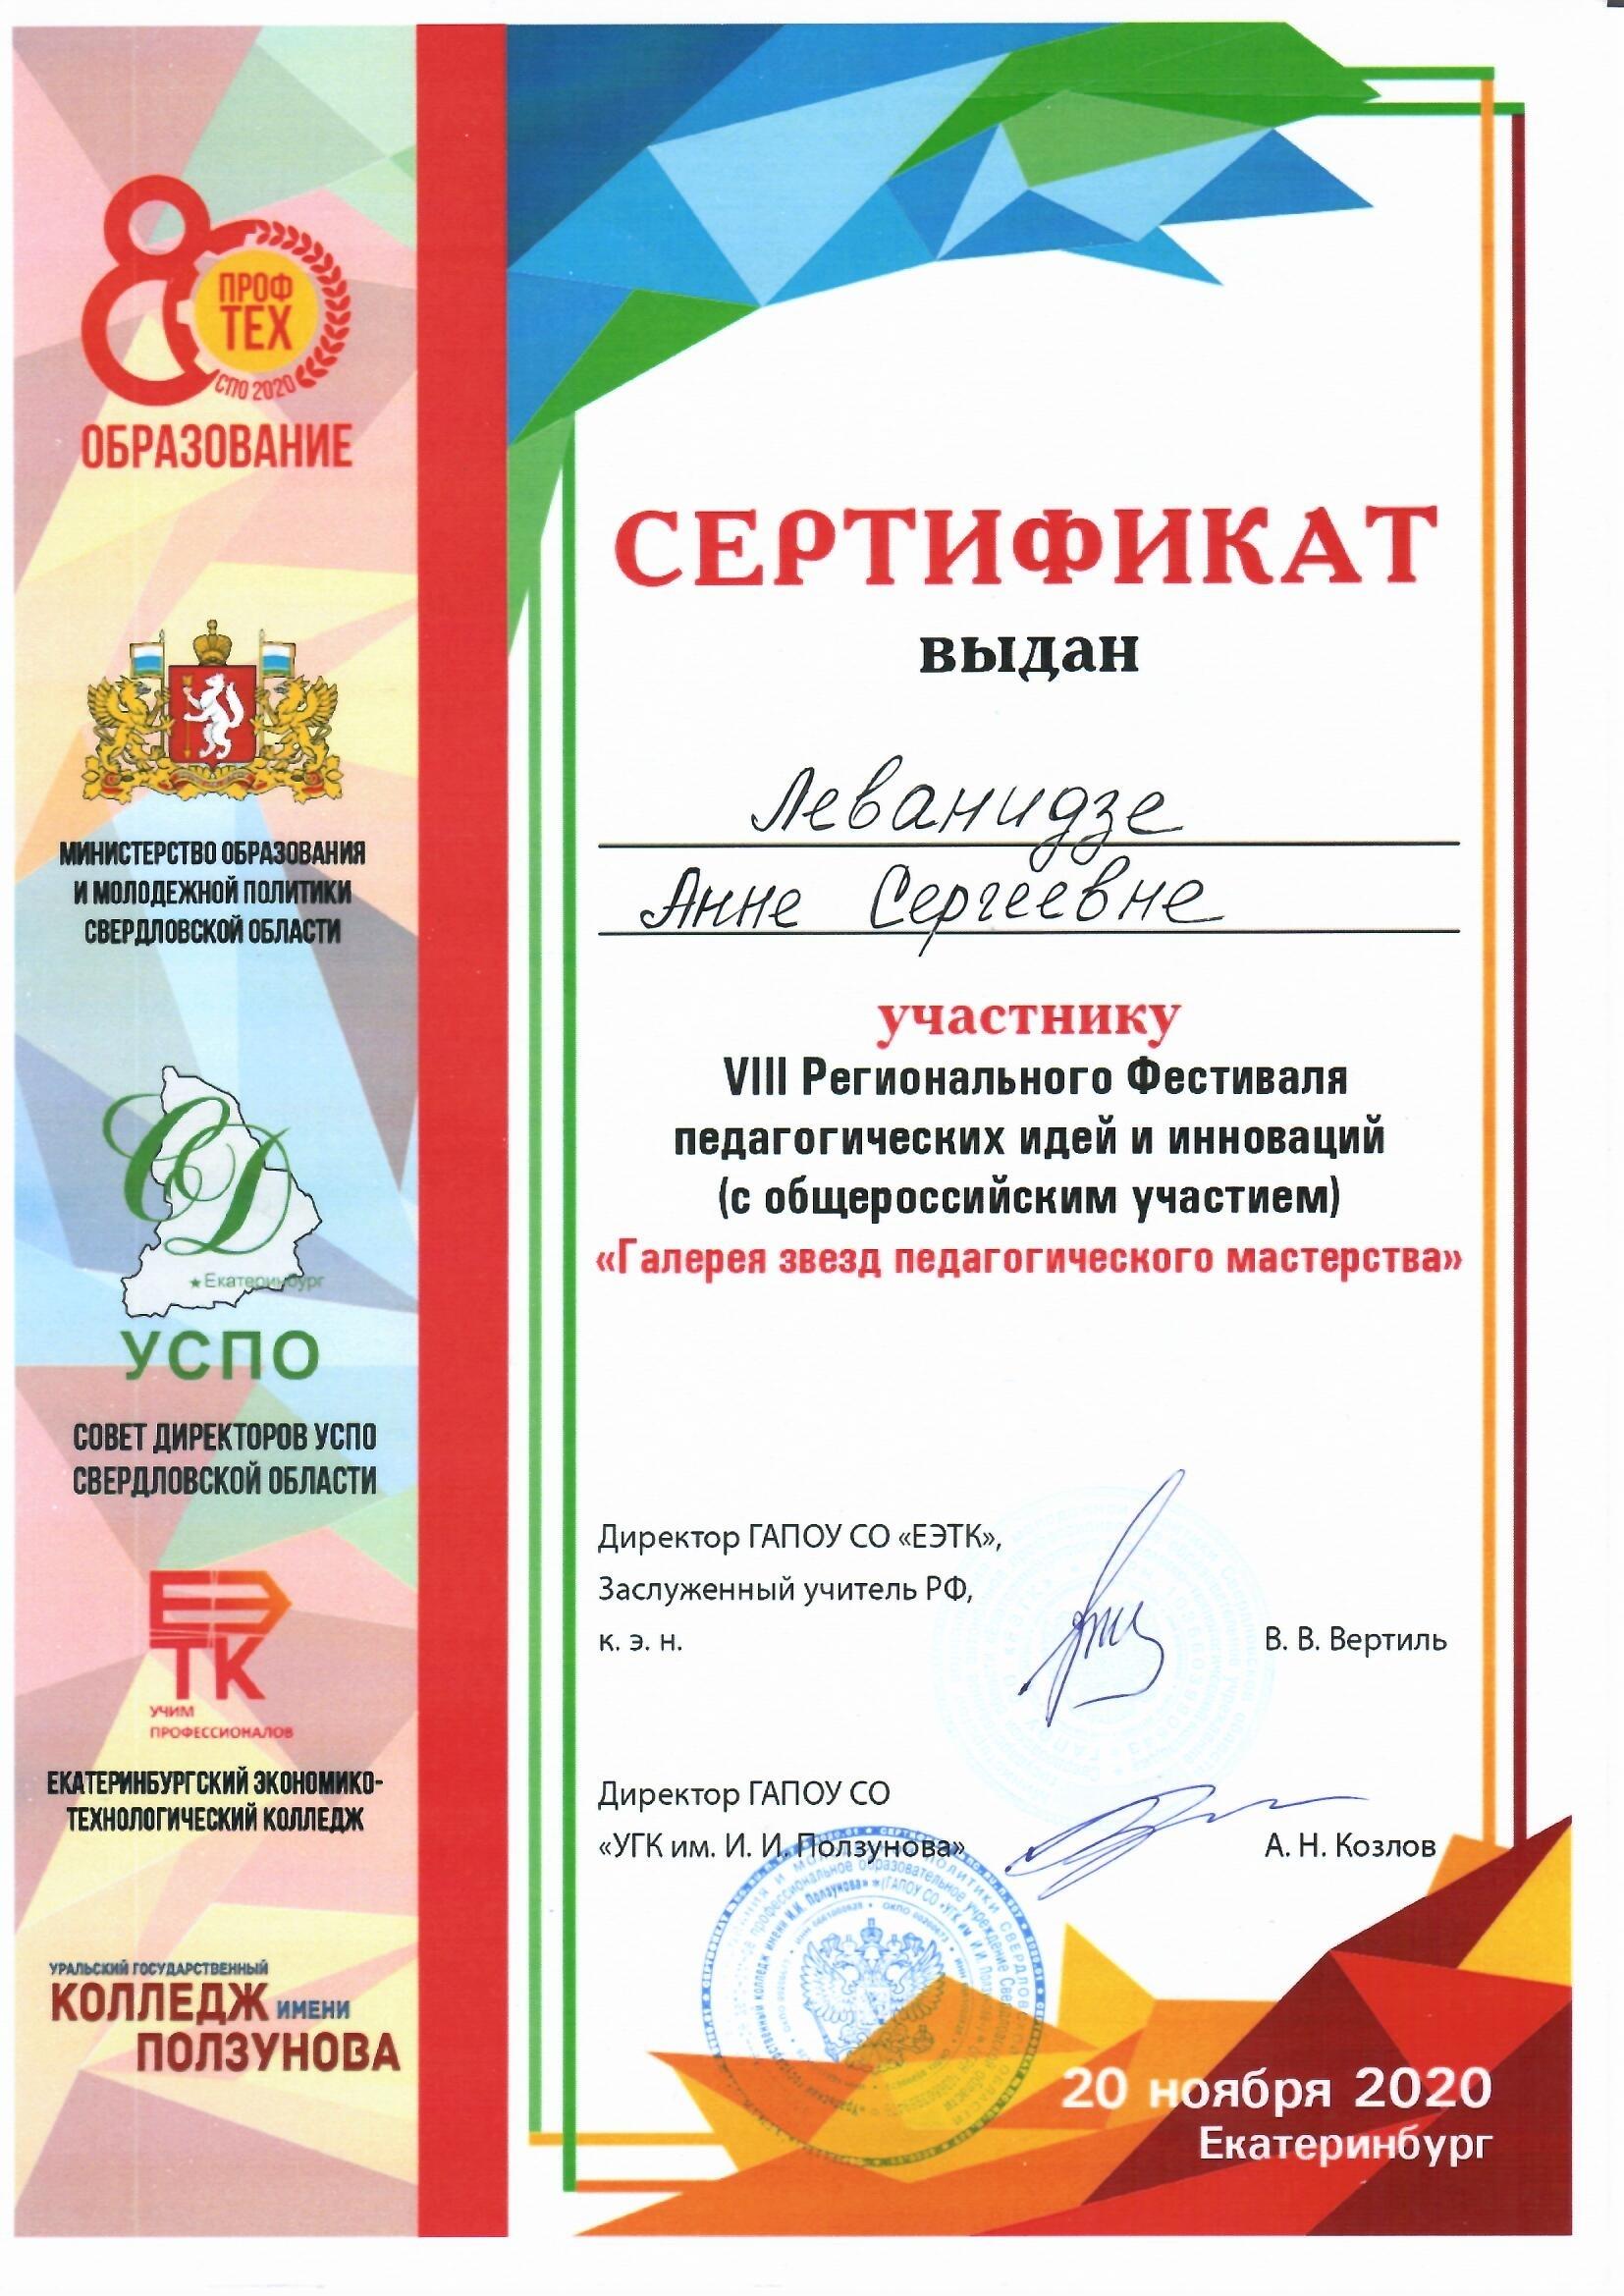 ПРОФ
ТЕХ
СПО 2020
ОБРАЗОВАНИЕ
МИНИСТЕРСТВО ОБРАЗОВАНИЯ
И МОЛОДЕЖНОЙ ПОЛИТИКИ
СВЕРДЛОВСКОЙ ОБЛАСТИ
СД
Екатеринбург
УСПО
СОВЕТ ДИРЕКТОРОВ УСПО
СВЕРДЛОВСКОЙ ОБЛАСТИ
ЕЭ
ТК
УЧИМ
ПРОФЕССИОНАЛОВ
ЕКАТЕРИНБУРГСКИЙ ЭКОНОМИКО-
ТЕХНОЛОГИЧЕСКИЙ КОЛЛЕДЖ
УРАЛЬСКИЙ ГОСУДАРСТВЕННЫЙ
КОЛЛЕДЖ ИМЕНИ
ПОЛЗУНОВА
СЕРТИФИКАТ
выдан
Леванидзе
Анне Сергеевне
участнику
VIII Регионального Фестиваля
педагогических идей и инноваций
(с общероссийским участием)
«Галерея звезд педагогического мастерства»
Директор ГАПОУ СО «ЕЭТК»,
Заслуженный учитель РФ,
к. э. н.
В. В. Вертиль
Директор ГАПОУ СО
«УГК им. И. И. Ползунова»
А. Н. Козлов
20 ноября 2020
Екатеринбург